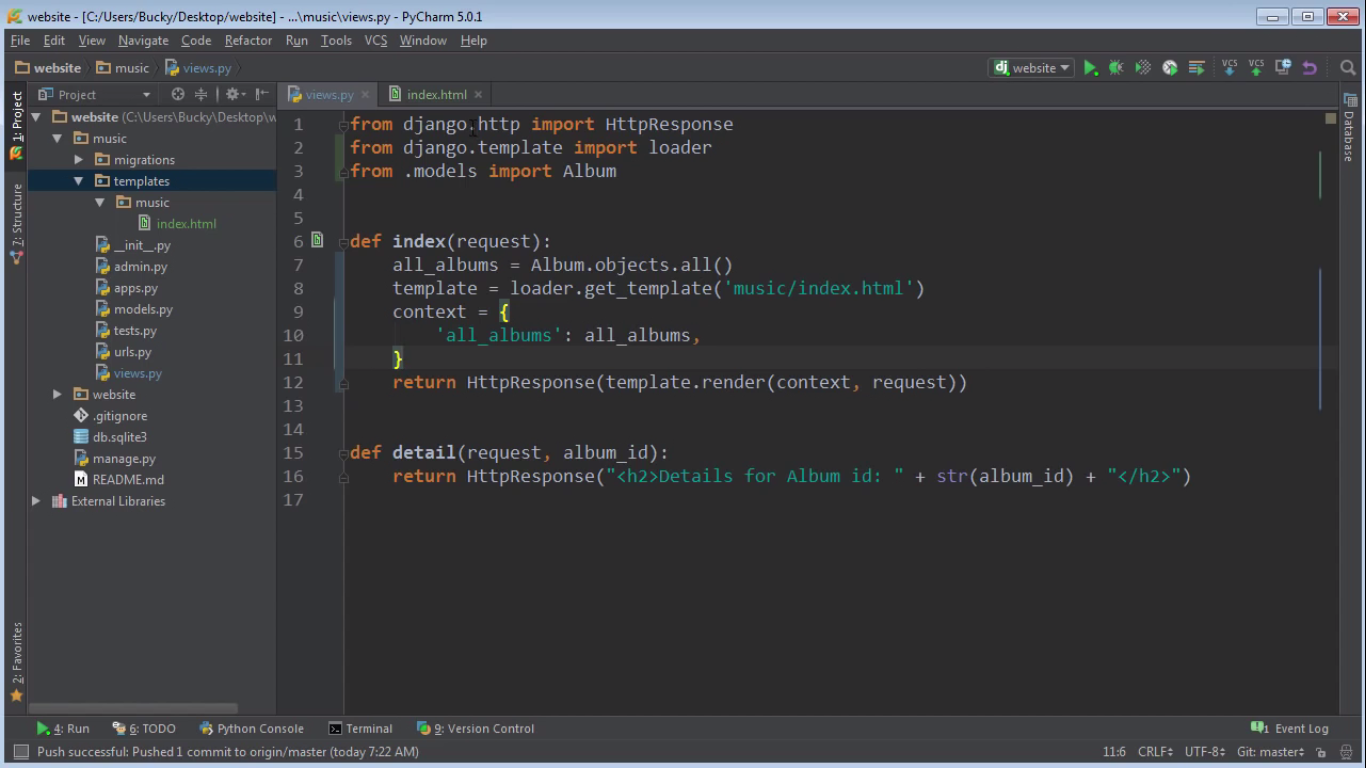 website - [C:/Users/Bucky/Desktop/website] - ...\music\views.py - PyCharm 5.0.1
File Edit View Navigate Code Refactor Run Tools VCS Window Help
website music views.py website VCS VCS
Project views.py index.html
1: Project
7: Structure
2: Favorites
Database
website (C:\Users\Bucky\Desktop\w
music
migrations
templates
music
index.html
__init__.py
admin.py
apps.py
models.py
tests.py
urls.py
views.py
website
.gitignore
db.sqlite3
manage.py
README.md
External Libraries
1 from django.http import HttpResponse
2 from django.template import loader
3 from .models import Album
4
5
6 def index(request):
7 all_albums = Album.objects.all()
8 template = loader.get_template('music/index.html')
9 context = {
10 'all_albums': all_albums,
11 }
12 return HttpResponse(template.render(context, request))
13
14
15 def detail(request, album_id):
16 return HttpResponse("<h2>Details for Album id: " + str(album_id) + "</h2>")
17
4: Run 6: TODO Python Console Terminal 9: Version Control 1 Event Log
Push successful: Pushed 1 commit to origin/master (today 7:22 AM) 11:6 CRLF UTF-8 Git: master